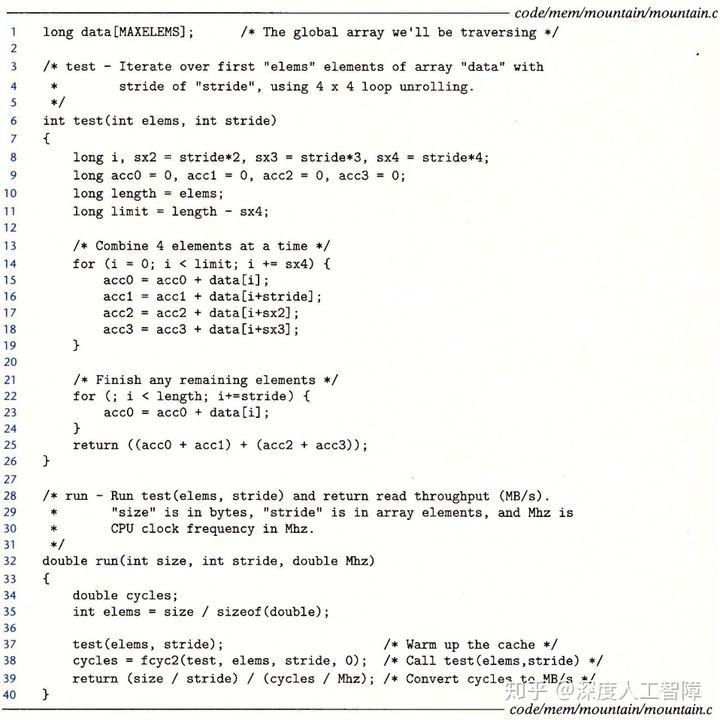 code/mem/mountain/mountain.c
1 long data[MAXELEMS]; /* The global array we'll be traversing */
2
3 /* test - Iterate over first "elems" elements of array "data" with
4 * stride of "stride", using 4 x 4 loop unrolling.
5 */
6 int test(int elems, int stride)
7 {
8 long i, sx2 = stride*2, sx3 = stride*3, sx4 = stride*4;
9 long acc0 = 0, acc1 = 0, acc2 = 0, acc3 = 0;
10 long length = elems;
11 long limit = length - sx4;
12
13 /* Combine 4 elements at a time */
14 for (i = 0; i < limit; i += sx4) {
15 acc0 = acc0 + data[i];
16 acc1 = acc1 + data[i+stride];
17 acc2 = acc2 + data[i+sx2];
18 acc3 = acc3 + data[i+sx3];
19 }
20
21 /* Finish any remaining elements */
22 for (; i < length; i+=stride) {
23 acc0 = acc0 + data[i];
24 }
25 return ((acc0 + acc1) + (acc2 + acc3));
26 }
27
28 /* run - Run test(elems, stride) and return read throughput (MB/s).
29 * "size" is in bytes, "stride" is in array elements, and Mhz is
30 * CPU clock frequency in Mhz.
31 */
32 double run(int size, int stride, double Mhz)
33 {
34 double cycles;
35 int elems = size / sizeof(double);
36
37 test(elems, stride); /* Warm up the cache */
38 cycles = fcyc2(test, elems, stride, 0); /* Call test(elems,stride) */
39 return (size / stride) / (cycles / Mhz); /* Convert cycles to MB/s */
40 }
知乎 @深度人工智障
code/mem/mountain/mountain.c